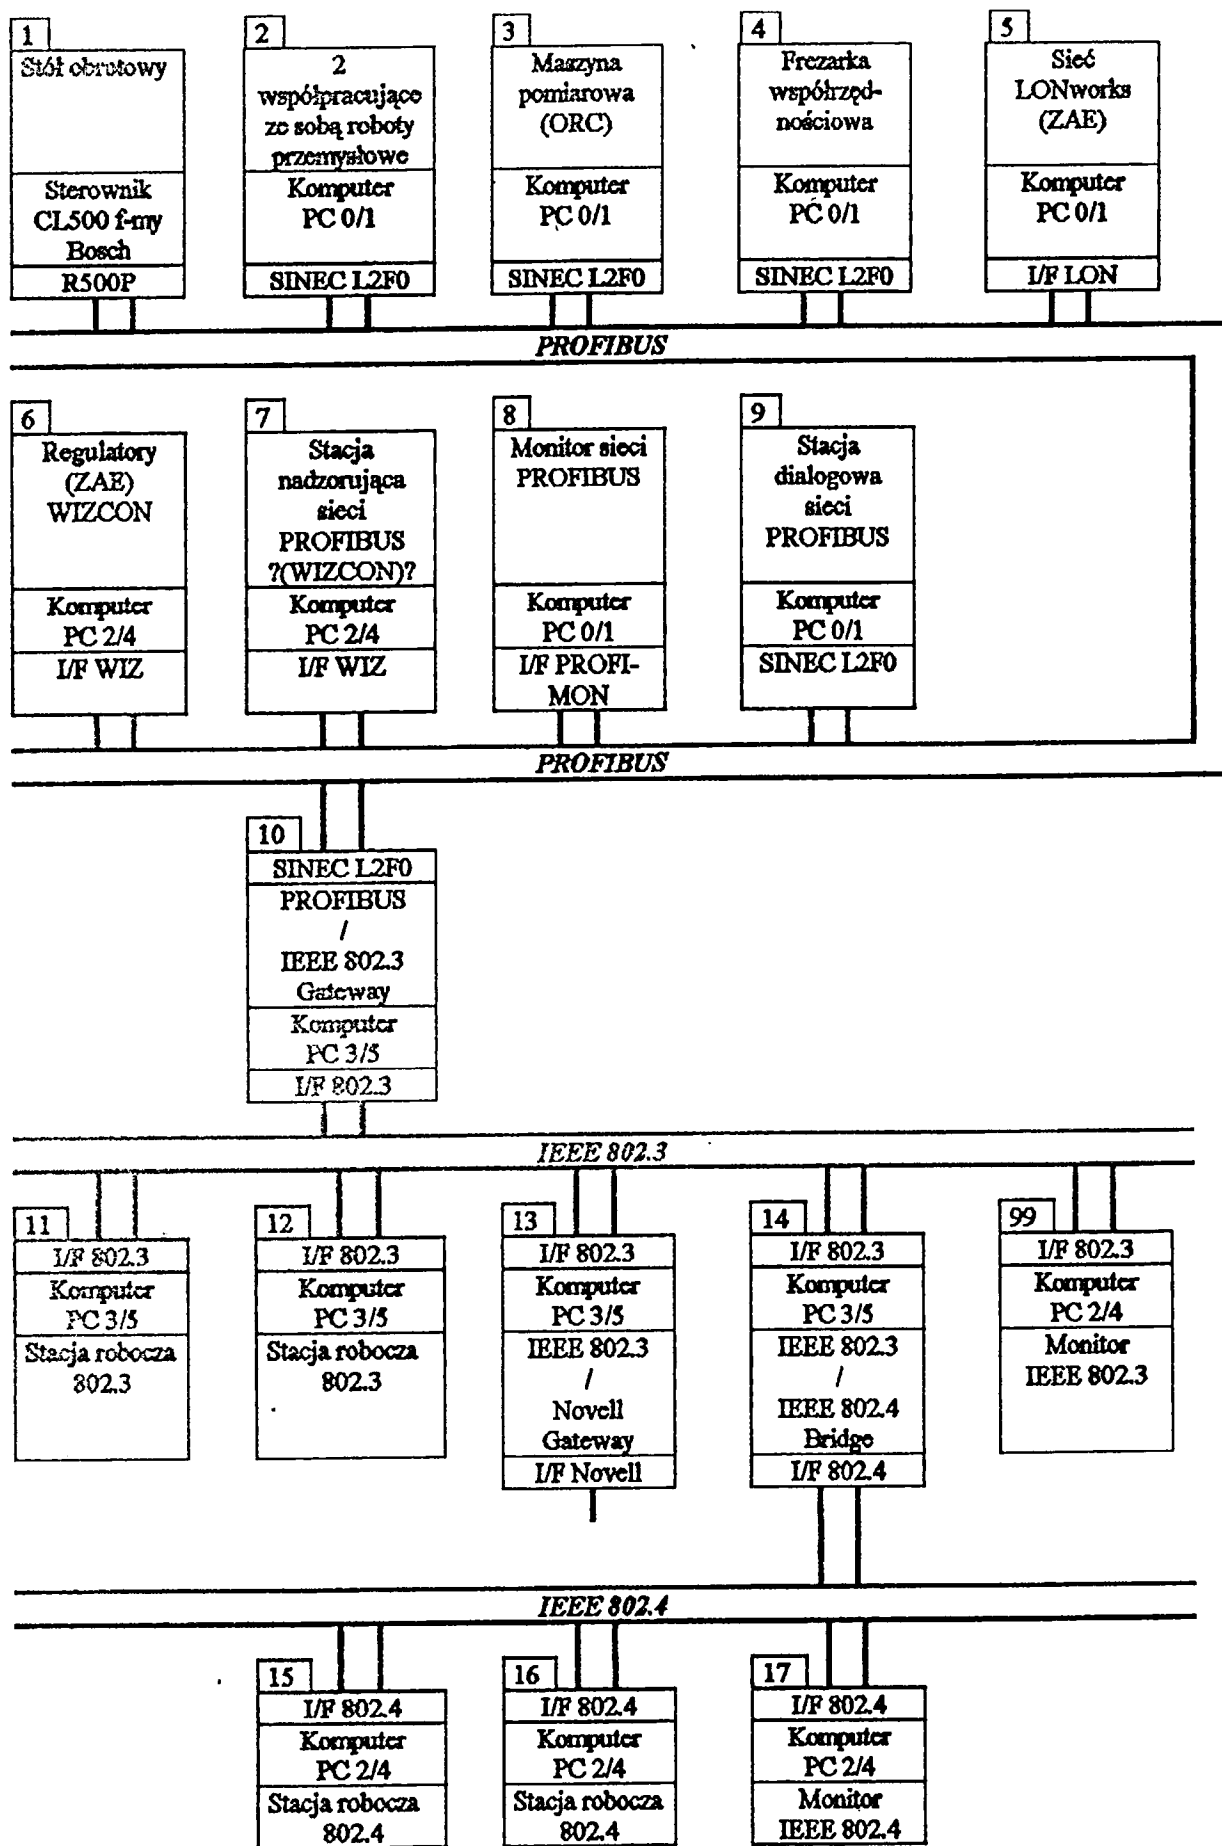 1
Stół obrotowy
Sterownik
CL500 f-my
Bosch
R500P
2
2
współpracujące
ze sobą roboty
przemysłowe
Komputer
PC 0/1
SINEC L2F0
3
Maszyna
pomiarowa
(ORC)
Komputer
PC 0/1
SINEC L2F0
4
Frezarka
współrzęd-
nościowa
Komputer
PC 0/1
SINEC L2F0
5
Sieć
LONworks
(ZAE)
Komputer
PC 0/1
I/F LON
PROFIBUS
6
Regulatory
(ZAE)
WIZCON
Komputer
PC 2/4
I/F WIZ
7
Stacja
nadzorująca
sieci
PROFIBUS
?(WIZCON)?
Komputer
PC 2/4
I/F WIZ
8
Monitor sieci
PROFIBUS
Komputer
PC 0/1
I/F PROFI-
MON
9
Stacja
dialogowa
sieci
PROFIBUS
Komputer
PC 0/1
SINEC L2F0
PROFIBUS
10
SINEC L2F0
PROFIBUS
/
IEEE 802.3
Gateway
Komputer
PC 3/5
I/F 802.3
IEEE 802.3
11
I/F 802.3
Komputer
PC 3/5
Stacja robocza
802.3
12
I/F 802.3
Komputer
PC 3/5
Stacja robocza
802.3
13
I/F 802.3
Komputer
PC 3/5
IEEE 802.3
/
Novell
Gateway
I/F Novell
14
I/F 802.3
Komputer
PC 3/5
IEEE 802.3
/
IEEE 802.4
Bridge
I/F 802.4
99
I/F 802.3
Komputer
PC 2/4
Monitor
IEEE 802.3
IEEE 802.4
15
I/F 802.4
Komputer
PC 2/4
Stacja robocza
802.4
16
I/F 802.4
Komputer
PC 2/4
Stacja robocza
802.4
17
I/F 802.4
Komputer
PC 2/4
Monitor
IEEE 802.4